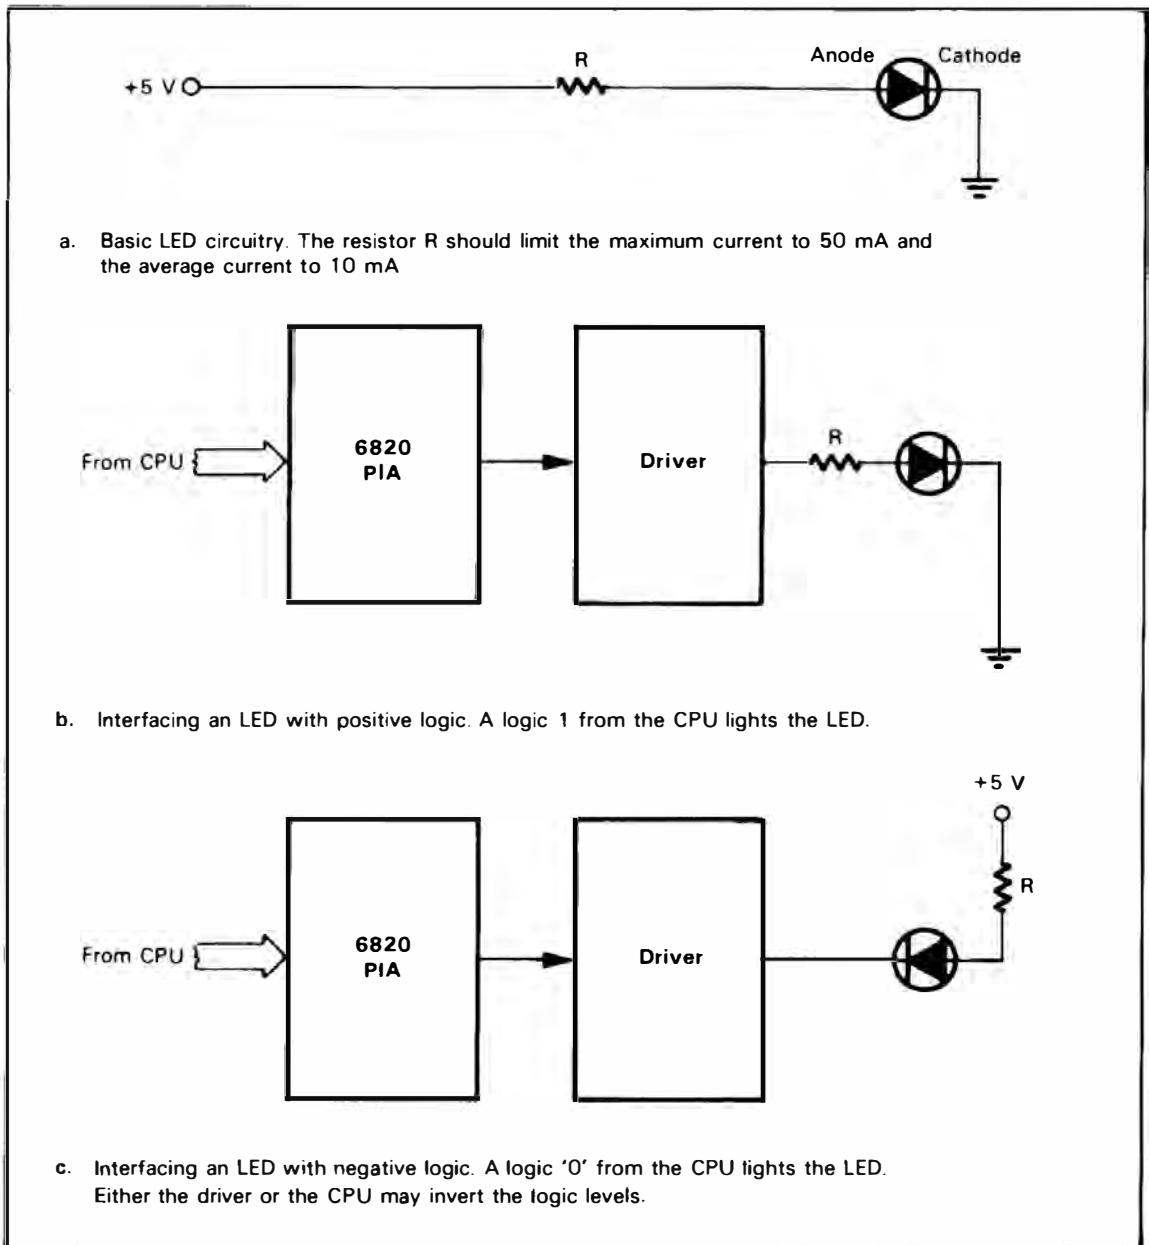 R
Anode
Cathode
+5 V
a. Basic LED circuitry. The resistor R should limit the maximum current to 50 mA and
the average current to 10 mA
From CPU
6820
PIA
Driver
R
b. Interfacing an LED with positive logic. A logic 1 from the CPU lights the LED.
+5 V
R
From CPU
6820
PIA
Driver
c. Interfacing an LED with negative logic. A logic '0' from the CPU lights the LED.
Either the driver or the CPU may invert the logic levels.